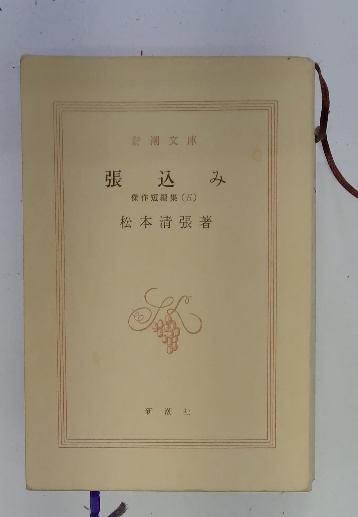 新潮文庫
張込み
傑作短編集(五)
松本清張著
新潮社